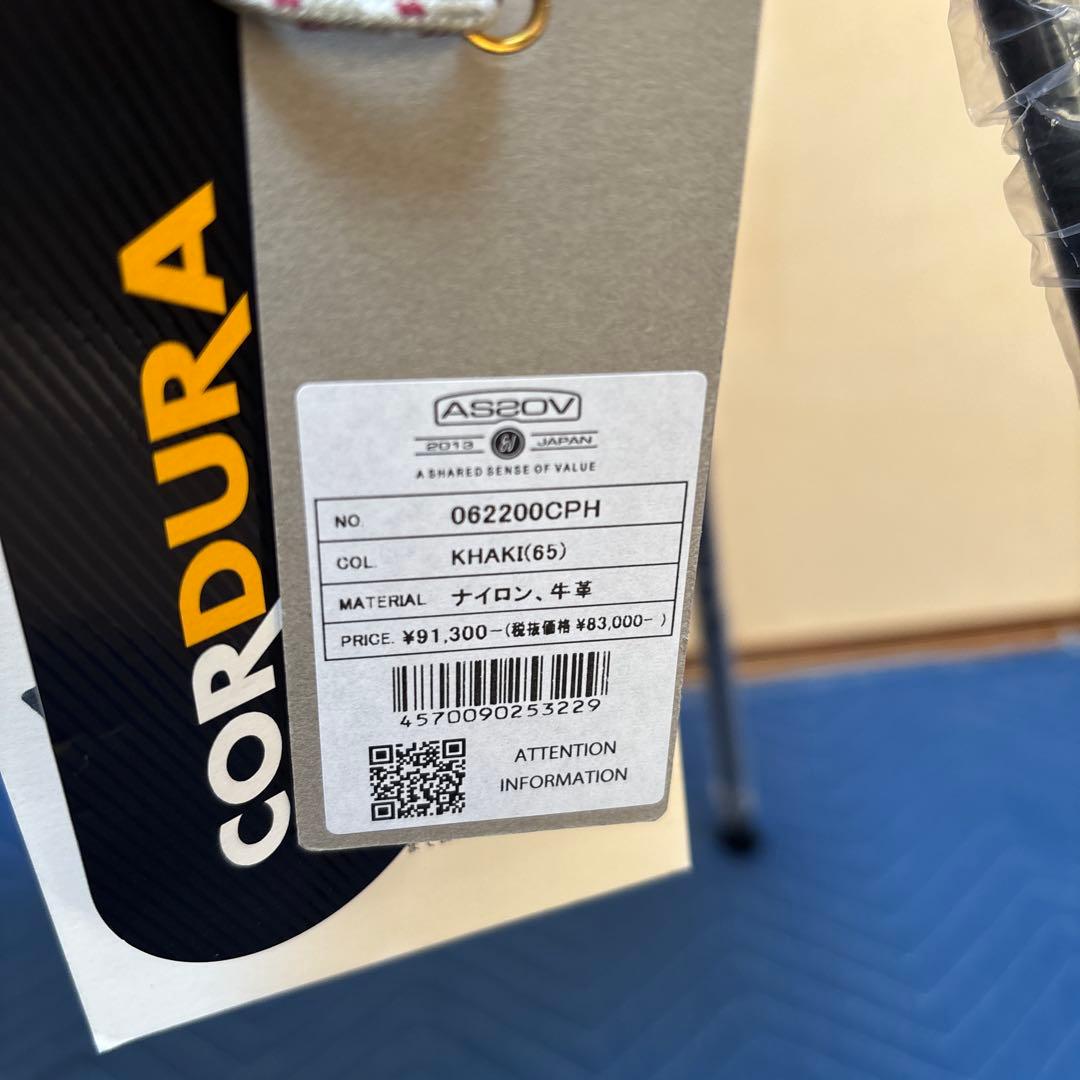 CORDURA
ASSOV
2013 JAPAN
A SHARED SENSE OF VALUE
NO. 062200CPH
COL. KHAKI(65)
MATERIAL ナイロン、牛革
PRICE. ¥91,300-(税抜価格 ¥83,000- )
4570090253229
ATTENTION
INFORMATION